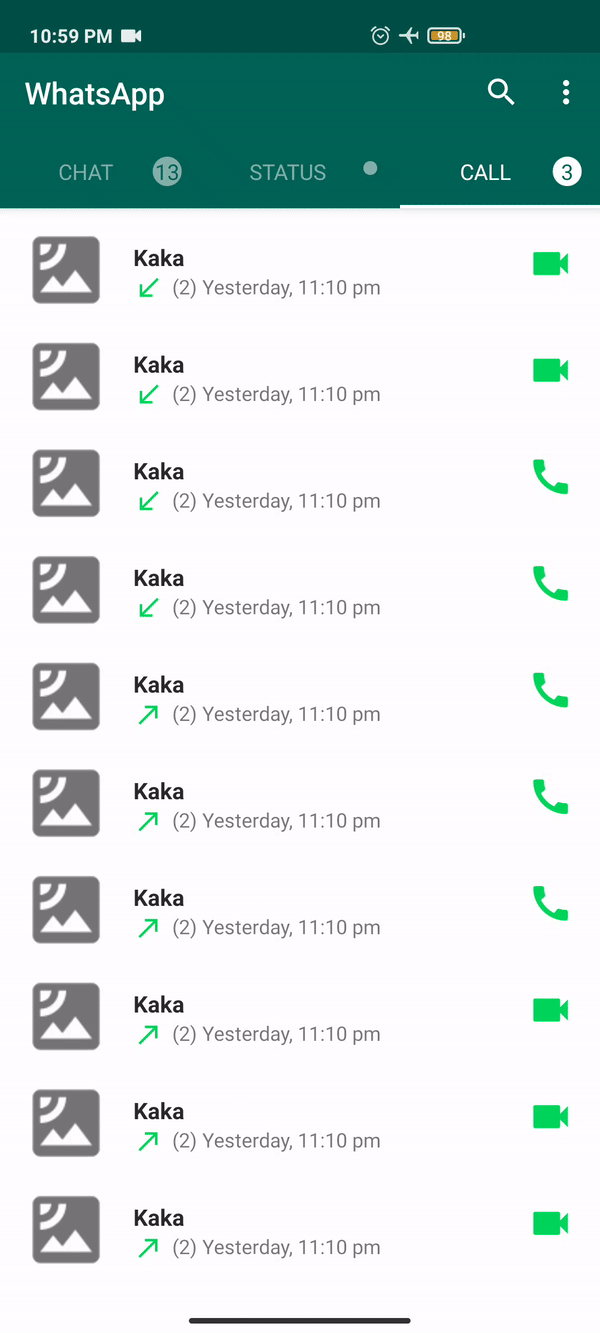 10:59 PM 98
WhatsApp
CHAT 13 STATUS CALL 3
Kaka
(2) Yesterday, 11:10 pm
Kaka
(2) Yesterday, 11:10 pm
Kaka
(2) Yesterday, 11:10 pm
Kaka
(2) Yesterday, 11:10 pm
Kaka
(2) Yesterday, 11:10 pm
Kaka
(2) Yesterday, 11:10 pm
Kaka
(2) Yesterday, 11:10 pm
Kaka
(2) Yesterday, 11:10 pm
Kaka
(2) Yesterday, 11:10 pm
Kaka
(2) Yesterday, 11:10 pm